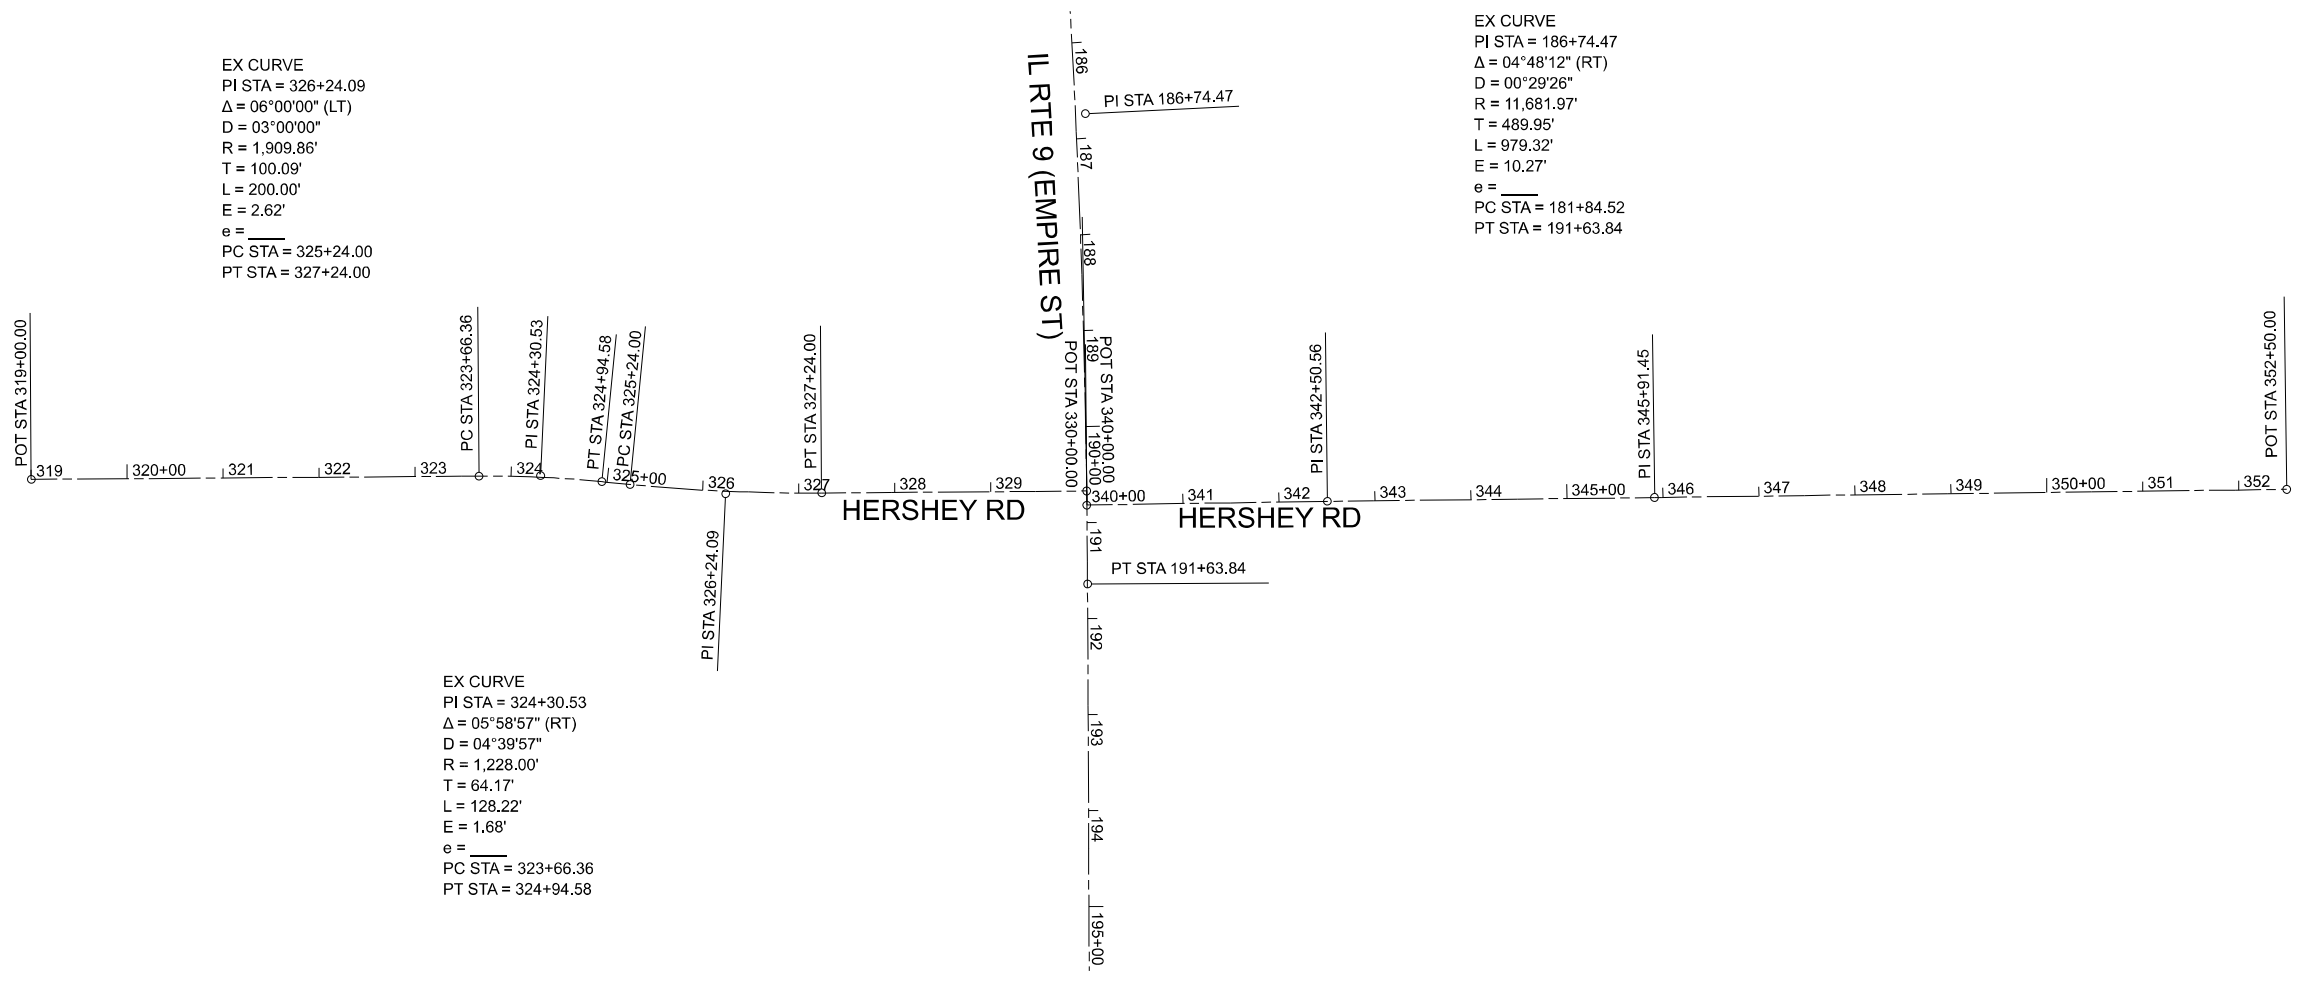 EX CURVE
PI STA = 326+24.09
Δ = 06°00'00" (LT)
D = 03°00'00"
R = 1,909.86'
T = 100.09'
L = 200.00'
E = 2.62'
e = ____
PC STA = 325+24.00
PT STA = 327+24.00
EX CURVE
PI STA = 186+74.47
Δ = 04°48'12" (RT)
D = 00°29'26"
R = 11,681.97'
T = 489.95'
L = 979.32'
E = 10.27'
e = ____
PC STA = 181+84.52
PT STA = 191+63.84
IL RTE 9 (EMPIRE ST)
186
PI STA 186+74.47
187
188
189
190+00
POT STA 319+00.00
PC STA 323+66.36
PI STA 324+30.53
PT STA 324+94.58
PC STA 325+24.00
PT STA 327+24.00
POT STA 330+00.00
POT STA 340+00.00
PI STA 342+50.56
PI STA 345+91.45
POT STA 352+50.00
319
320+00
321
322
323
324
325+00
326
327
328
329
340+00
341
342
343
344
345+00
346
347
348
349
350+00
351
352
HERSHEY RD
HERSHEY RD
PI STA 326+24.09
191
PT STA 191+63.84
192
193
194
195+00
EX CURVE
PI STA = 324+30.53
Δ = 05°58'57" (RT)
D = 04°39'57"
R = 1,228.00'
T = 64.17'
L = 128.22'
E = 1.68'
e = ____
PC STA = 323+66.36
PT STA = 324+94.58